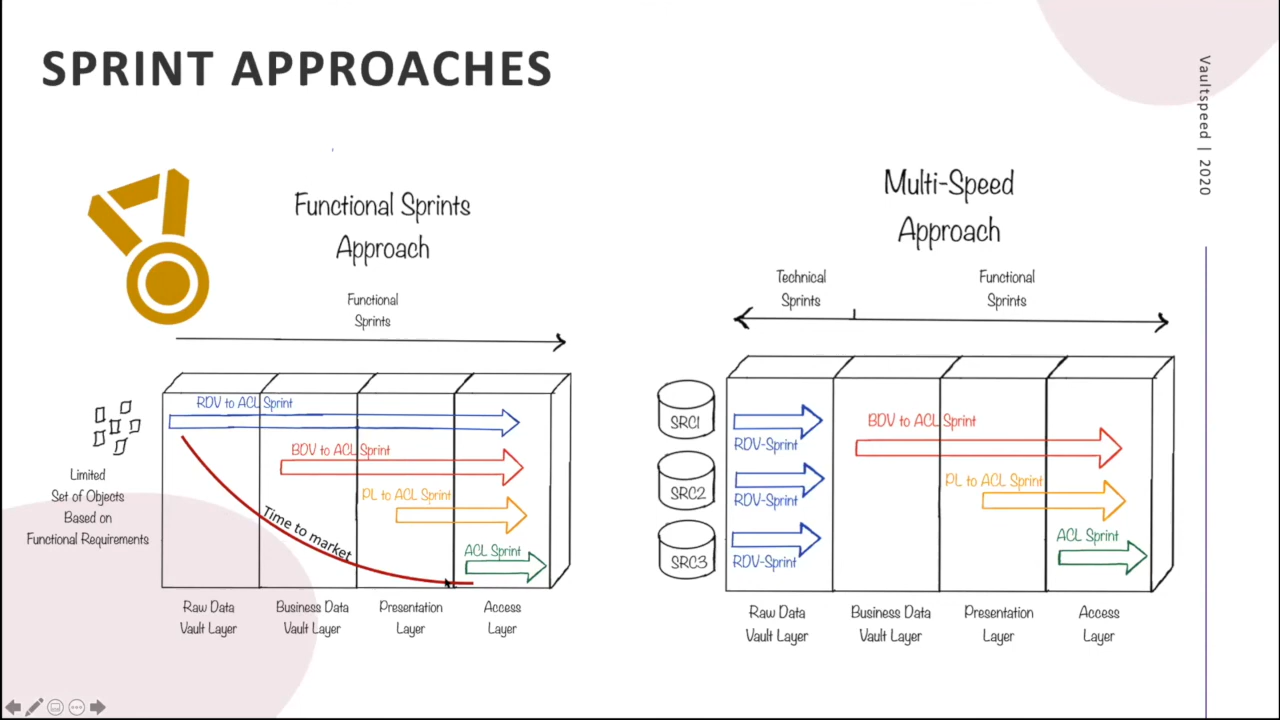 SPRINT APPROACHES
Vaultspeed | 2020
Functional Sprints
Approach
Functional
Sprints
RDV to ACL Sprint
BDV to ACL Sprint
PL to ACL Sprint
ACL Sprint
Time to market
Limited
Set of Objects
Based on
Functional Requirements
Raw Data
Vault Layer
Business Data
Vault Layer
Presentation
Layer
Access
Layer
Multi-Speed
Approach
Technical
Sprints
Functional
Sprints
SRC1
SRC2
SRC3
RDV-Sprint
RDV-Sprint
RDV-Sprint
BDV to ACL Sprint
PL to ACL Sprint
ACL Sprint
Raw Data
Vault Layer
Business Data
Vault Layer
Presentation
Layer
Access
Layer